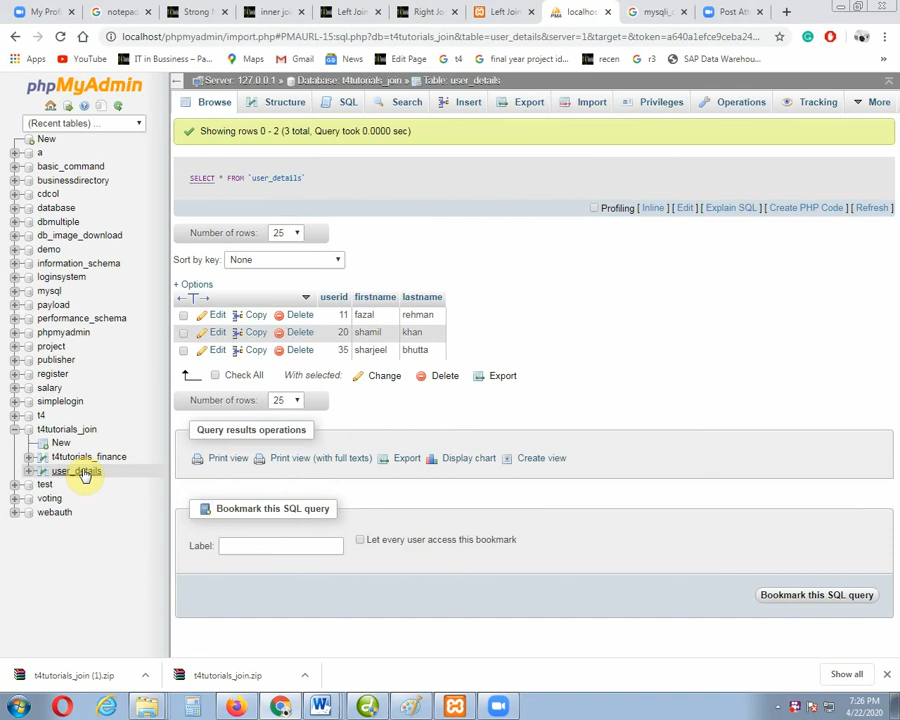 My Profi
notepad
Strong N
inner joi
Left Join
Right Jo
Left Join
localhos
mysqli_c
Post Att
localhost/phpmyadmin/import.php#PMAURL-15:sql.php?db=t4tutorials_join&table=user_details&server=1&target=&token=a640a1efce9ceba24...
Apps YouTube IT in Business – Pa... Maps Gmail News Edit Page t4 final year project id... recen r3 SAP Data Warehouse...
phpMyAdmin
(Recent tables) ...
New
a
basic_command
businessdirectory
cdcol
database
dbmultiple
db_image_download
demo
information_schema
loginsystem
mysql
payload
performance_schema
phpmyadmin
project
publisher
register
salary
simplelogin
t4
t4tutorials_join
New
t4tutorials_finance
user_details
test
voting
webauth
Server: 127.0.0.1 » Database: t4tutorials_join » Table: user_details
Browse Structure SQL Search Insert Export Import Privileges Operations Tracking More
Showing rows 0 - 2 (3 total, Query took 0.0000 sec)
SELECT * FROM `user_details`
Profiling [ Inline ] [ Edit ] [ Explain SQL ] [ Create PHP Code ] [ Refresh ]
Number of rows: 25
Sort by key: None
+ Options
←T→ userid firstname lastname
Edit Copy Delete 11 fazal rehman
Edit Copy Delete 20 shamil khan
Edit Copy Delete 35 sharjeel bhutta
Check All With selected: Change Delete Export
Number of rows: 25
Query results operations
Print view Print view (with full texts) Export Display chart Create view
Bookmark this SQL query
Label: Let every user access this bookmark
Bookmark this SQL query
t4tutorials_join (1).zip
t4tutorials_join.zip
Show all
7:26 PM
4/22/2020